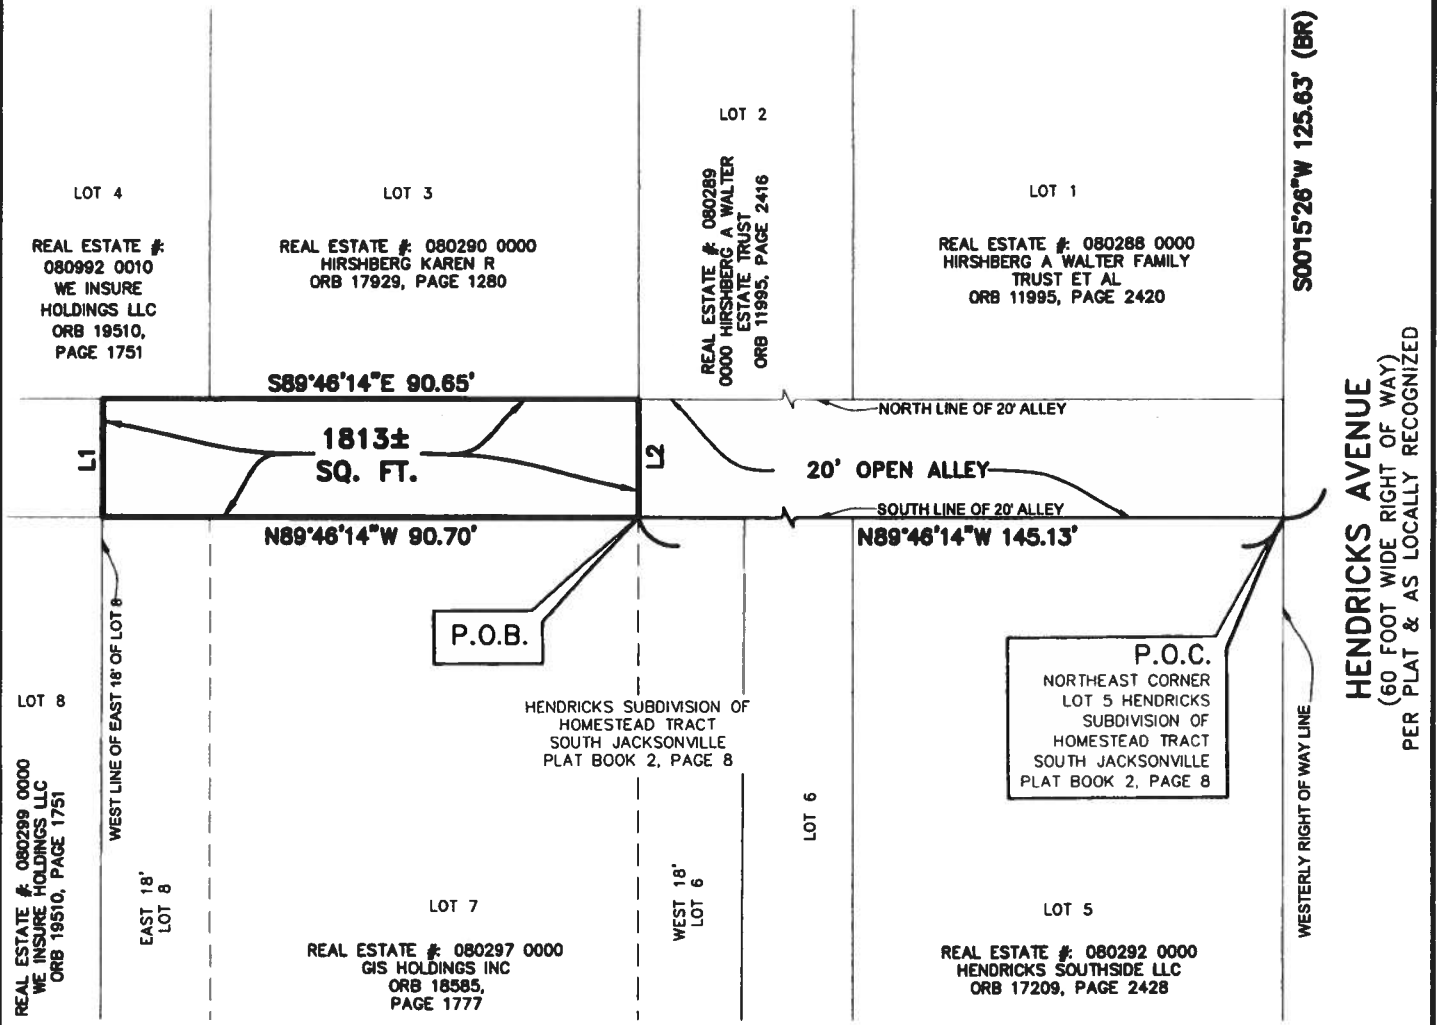 LOT 4
REAL ESTATE #:
080992 0010
WE INSURE
HOLDINGS LLC
ORB 19510,
PAGE 1751
LOT 3
REAL ESTATE #: 080290 0000
HIRSHBERG KAREN R
ORB 17929, PAGE 1280
LOT 2
REAL ESTATE #: 080289
0000 HIRSHBERG A WALTER
ESTATE TRUST
ORB 11995, PAGE 2416
LOT 1
REAL ESTATE #: 080288 0000
HIRSHBERG A WALTER FAMILY
TRUST ET AL
ORB 11995, PAGE 2420
S00°15'26"W 125.63' (BR)
HENDRICKS AVENUE
(60 FOOT WIDE RIGHT OF WAY)
PER PLAT & AS LOCALLY RECOGNIZED
S89°46'14"E 90.65'
L1
1813±
SQ. FT.
L2
NORTH LINE OF 20' ALLEY
20' OPEN ALLEY
SOUTH LINE OF 20' ALLEY
N89°46'14"W 90.70'
N89°46'14"W 145.13'
P.O.B.
P.O.C.
NORTHEAST CORNER
LOT 5 HENDRICKS
SUBDIVISION OF
HOMESTEAD TRACT
SOUTH JACKSONVILLE
PLAT BOOK 2, PAGE 8
WESTERLY RIGHT OF WAY LINE
HENDRICKS SUBDIVISION OF
HOMESTEAD TRACT
SOUTH JACKSONVILLE
PLAT BOOK 2, PAGE 8
WEST LINE OF EAST 18' OF LOT 8
LOT 8
REAL ESTATE #: 080299 0000
WE INSURE HOLDINGS LLC
ORB 19510, PAGE 1751
EAST 18'
LOT 8
LOT 7
REAL ESTATE #: 080297 0000
GIS HOLDINGS INC
ORB 18585,
PAGE 1777
WEST 18'
LOT 6
LOT 6
LOT 5
REAL ESTATE #: 080292 0000
HENDRICKS SOUTHSIDE LLC
ORB 17209, PAGE 2428